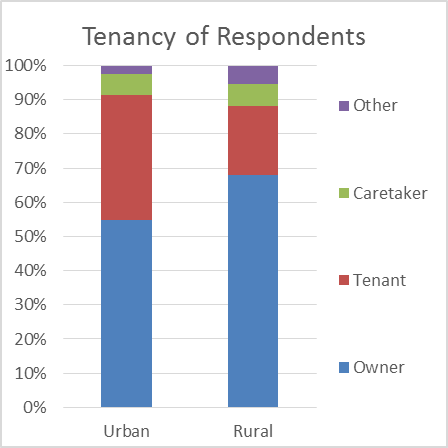 Tenancy of Respondents
100%
90%
80%
70%
60%
50%
40%
30%
20%
10%
0%
Urban
Rural
Other
Caretaker
Tenant
Owner